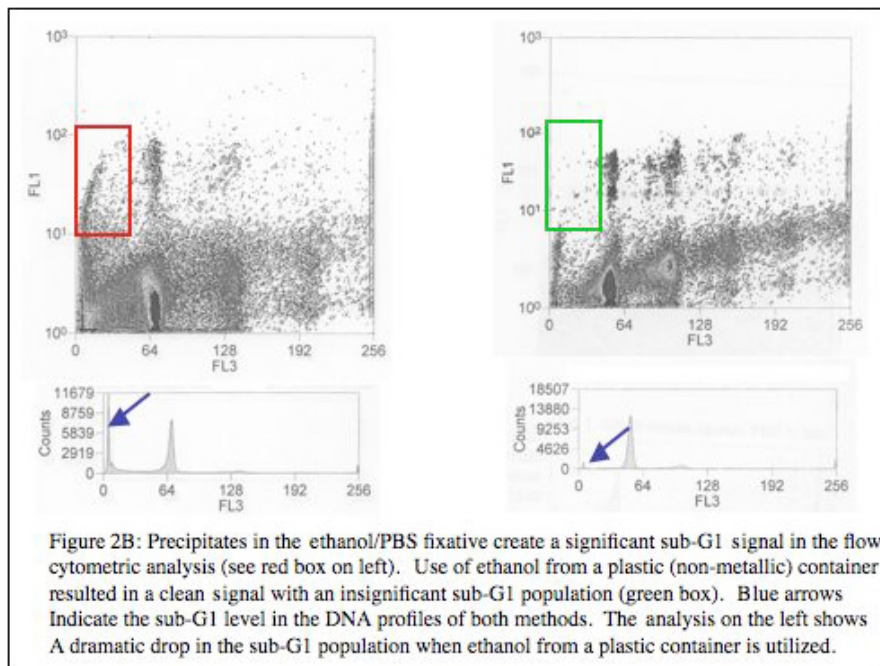 10³
10²
10¹
10⁰
FL1
0 64 128 192 256
FL3
10³
10²
10¹
10⁰
FL1
0 64 128 192 256
FL3
11679
8759
5839
2919
0
Counts
0 64 128 192 256
FL3
18507
13880
9253
4626
0
Counts
0 64 128 192 256
FL3
Figure 2B: Precipitates in the ethanol/PBS fixative create a significant sub-G1 signal in the flow
cytometric analysis (see red box on left). Use of ethanol from a plastic (non-metallic) container
resulted in a clean signal with an insignificant sub-G1 population (green box). Blue arrows
Indicate the sub-G1 level in the DNA profiles of both methods. The analysis on the left shows
A dramatic drop in the sub-G1 population when ethanol from a plastic container is utilized.